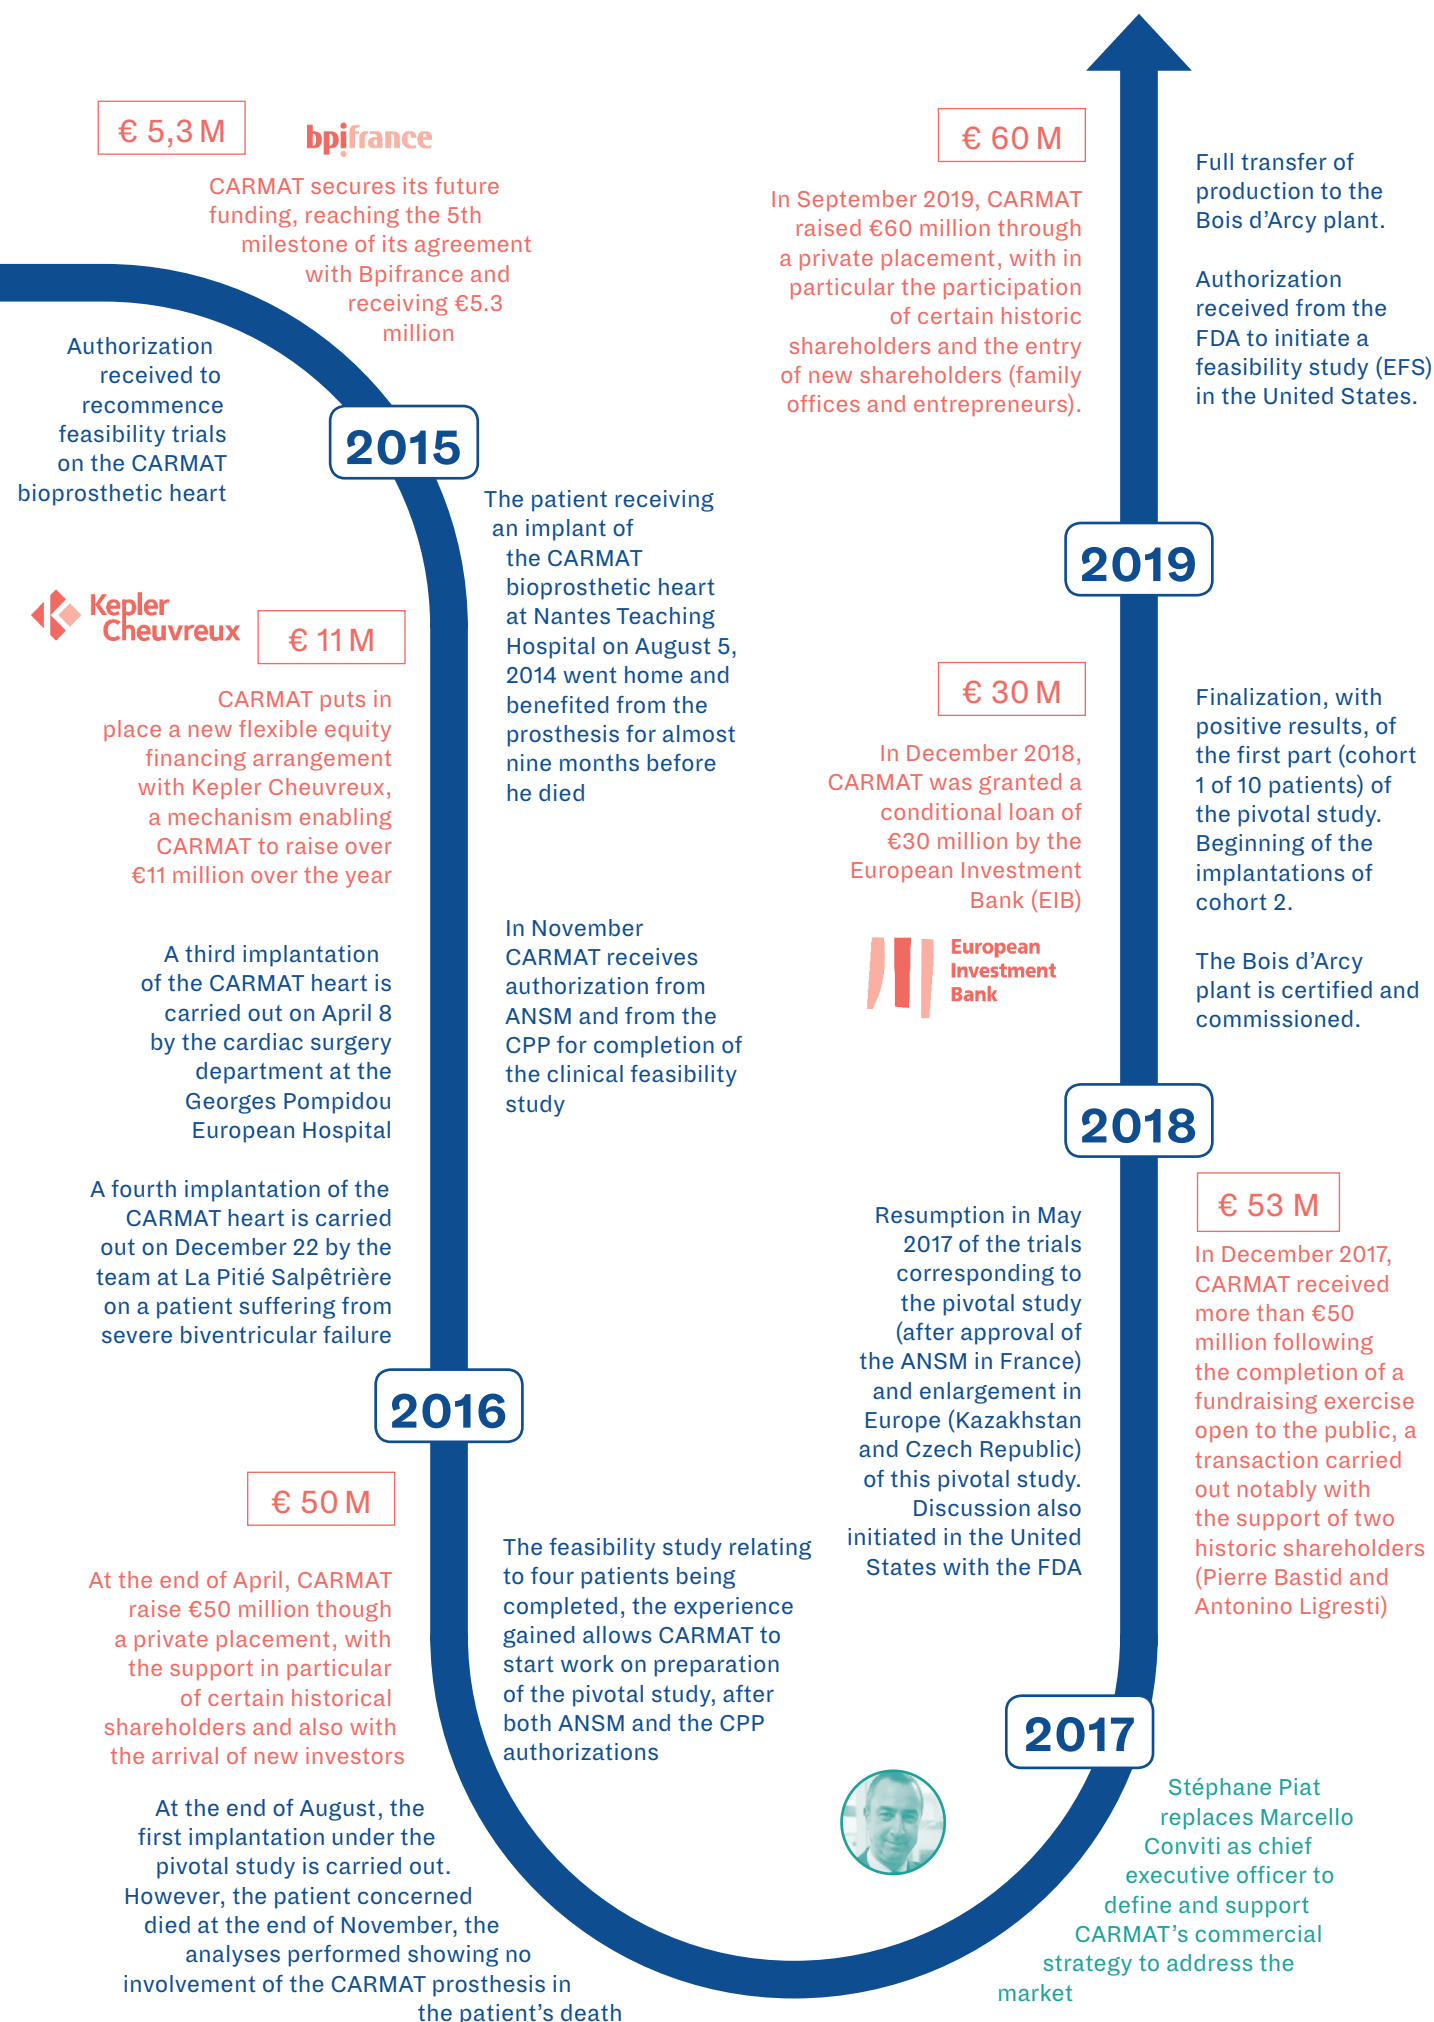 € 5,3 M
bpifrance
CARMAT secures its future
funding, reaching the 5th
milestone of its agreement
with Bpifrance and
receiving €5.3
million
Authorization
received to
recommence
feasibility trials
on the CARMAT
bioprosthetic heart
2015
The patient receiving
an implant of
the CARMAT
bioprosthetic heart
at Nantes Teaching
Hospital on August 5,
2014 went home and
benefited from the
prosthesis for almost
nine months before
he died
Kepler
Cheuvreux
€ 11 M
CARMAT puts in
place a new flexible equity
financing arrangement
with Kepler Cheuvreux,
a mechanism enabling
CARMAT to raise over
€11 million over the year
A third implantation
of the CARMAT heart is
carried out on April 8
by the cardiac surgery
department at the
Georges Pompidou
European Hospital
In November
CARMAT receives
authorization from
ANSM and from the
CPP for completion of
the clinical feasibility
study
A fourth implantation of the
CARMAT heart is carried
out on December 22 by the
team at La Pitié Salpêtrière
on a patient suffering from
severe biventricular failure
2016
€ 50 M
At the end of April, CARMAT
raise €50 million though
a private placement, with
the support in particular
of certain historical
shareholders and also with
the arrival of new investors
The feasibility study relating
to four patients being
completed, the experience
gained allows CARMAT to
start work on preparation
of the pivotal study, after
both ANSM and the CPP
authorizations
At the end of August, the
first implantation under the
pivotal study is carried out.
However, the patient concerned
died at the end of November, the
analyses performed showing no
involvement of the CARMAT prosthesis in
the patient's death
2017
Stéphane Piat
replaces Marcello
Conviti as chief
executive officer to
define and support
CARMAT's commercial
strategy to address the
market
Resumption in May
2017 of the trials
corresponding to
the pivotal study
(after approval of
the ANSM in France)
and enlargement in
Europe (Kazakhstan
and Czech Republic)
of this pivotal study.
Discussion also
initiated in the United
States with the FDA
€ 53 M
In December 2017,
CARMAT received
more than €50
million following
the completion of a
fundraising exercise
open to the public, a
transaction carried
out notably with
the support of two
historic shareholders
(Pierre Bastid and
Antonino Ligresti)
2018
€ 30 M
In December 2018,
CARMAT was granted a
conditional loan of
€30 million by the
European Investment
Bank (EIB)
European
Investment
Bank
Finalization, with
positive results, of
the first part (cohort
1 of 10 patients) of
the pivotal study.
Beginning of the
implantations of
cohort 2.
The Bois d'Arcy
plant is certified and
commissioned.
2019
€ 60 M
In September 2019, CARMAT
raised €60 million through
a private placement, with in
particular the participation
of certain historic
shareholders and the entry
of new shareholders (family
offices and entrepreneurs).
Full transfer of
production to the
Bois d'Arcy plant.
Authorization
received from the
FDA to initiate a
feasibility study (EFS)
in the United States.